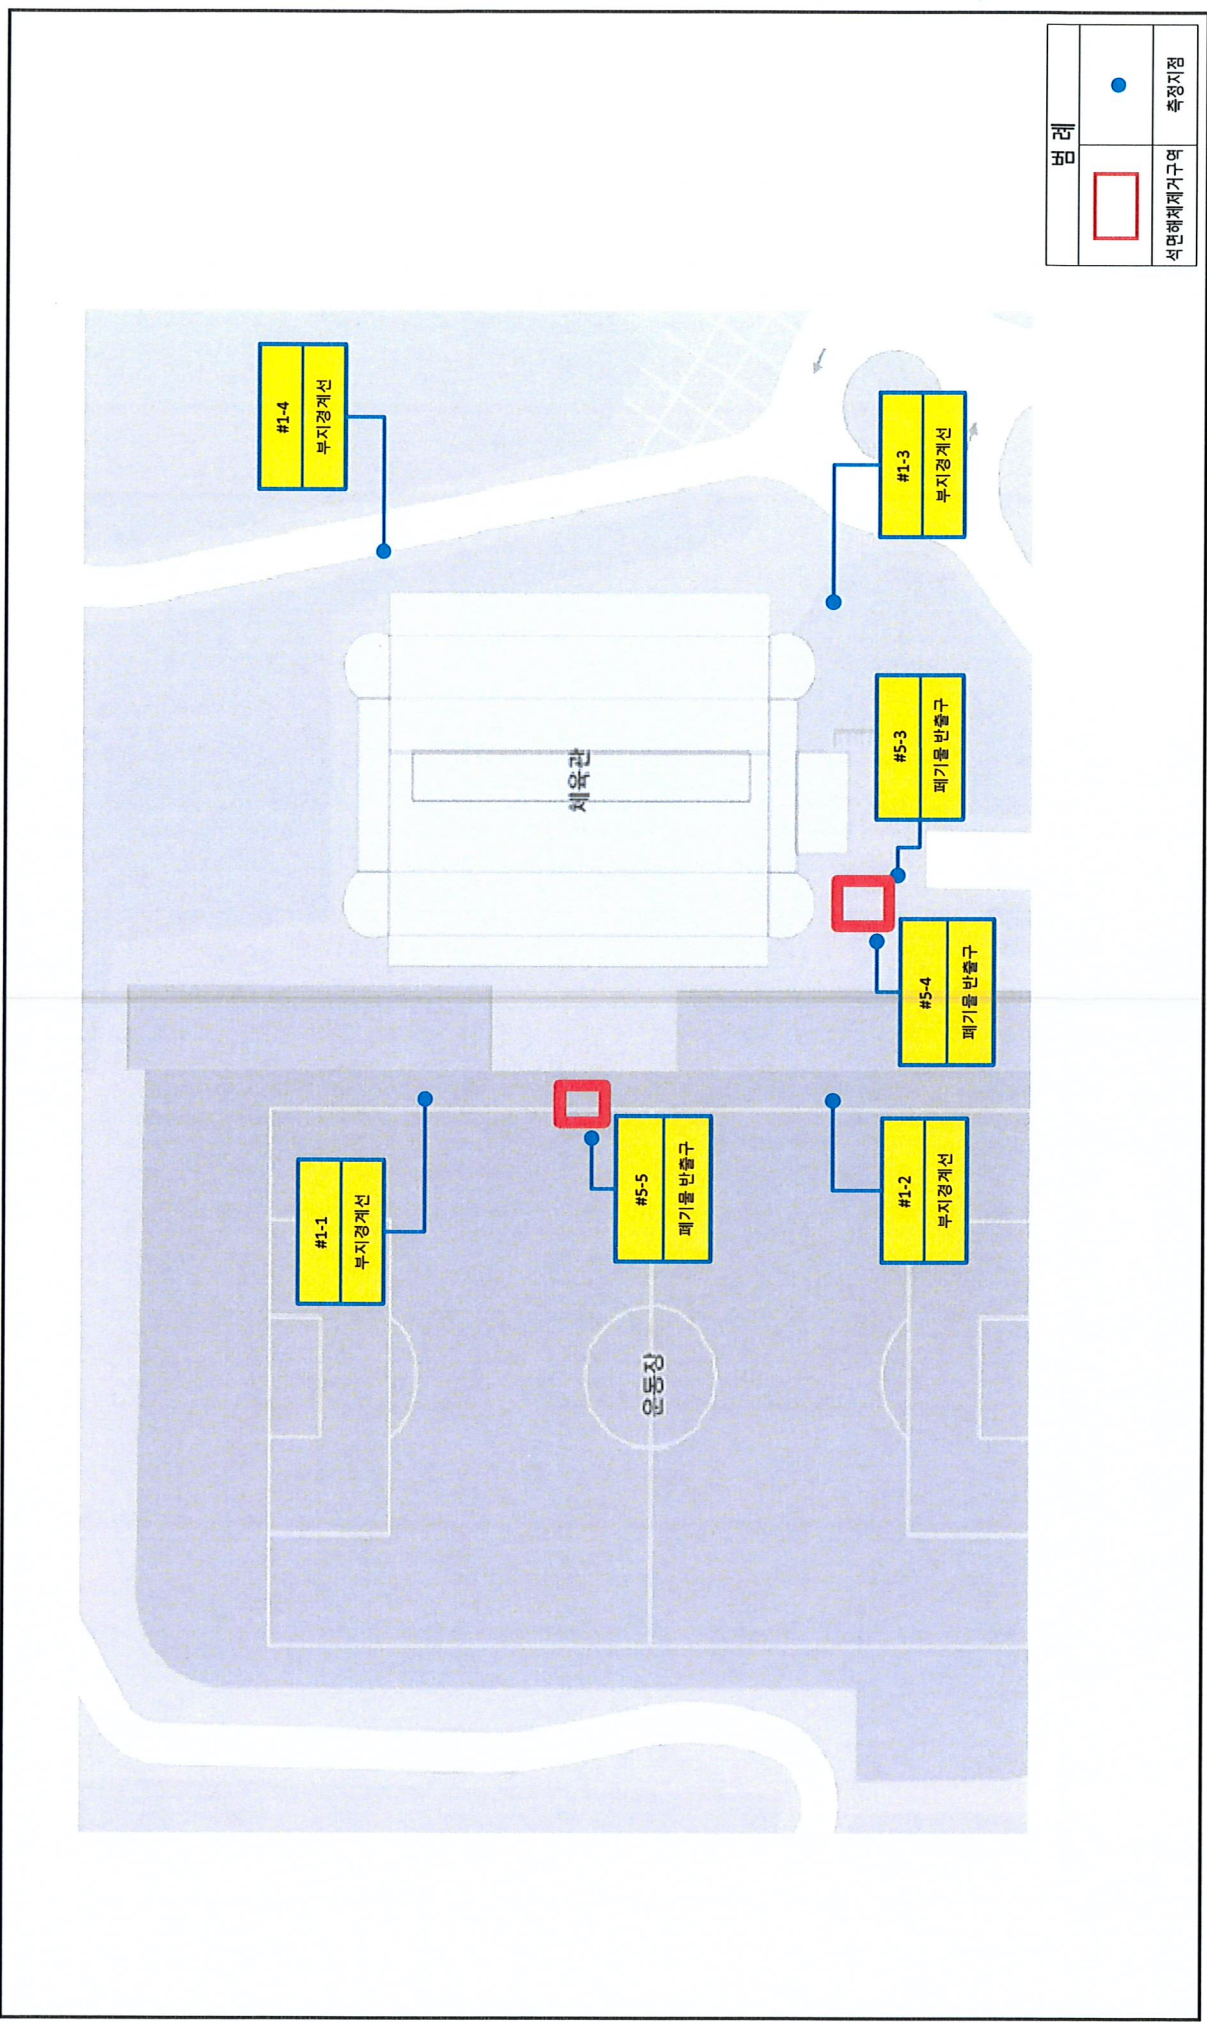 #1-1
부지경계선
#1-4
부지경계선
체육관
#5-5
폐기물 반출구
운동장
#1-2
부지경계선
#5-4
폐기물 반출구
#5-3
폐기물 반출구
#1-3
부지경계선
범 례
석면해체제거구역
측정지점